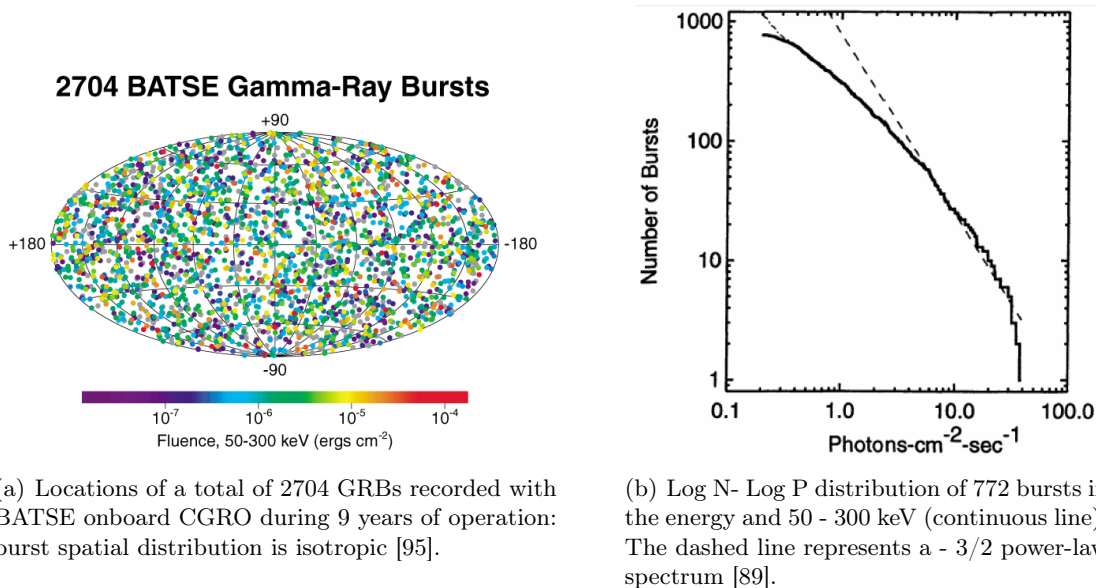 2704 BATSE Gamma-Ray Bursts
+90
+180
-180
-90
10^-7
10^-6
10^-5
10^-4
Fluence, 50-300 keV (ergs cm^-2)
1000
100
10
1
Number of Bursts
0.1
1.0
10.0
100.0
Photons-cm^-2-sec^-1
a) Locations of a total of 2704 GRBs recorded with
BATSE onboard CGRO during 9 years of operation:
burst spatial distribution is isotropic [95].
(b) Log N- Log P distribution of 772 bursts i
the energy and 50 - 300 keV (continuous line)
The dashed line represents a - 3/2 power-la
spectrum [89].